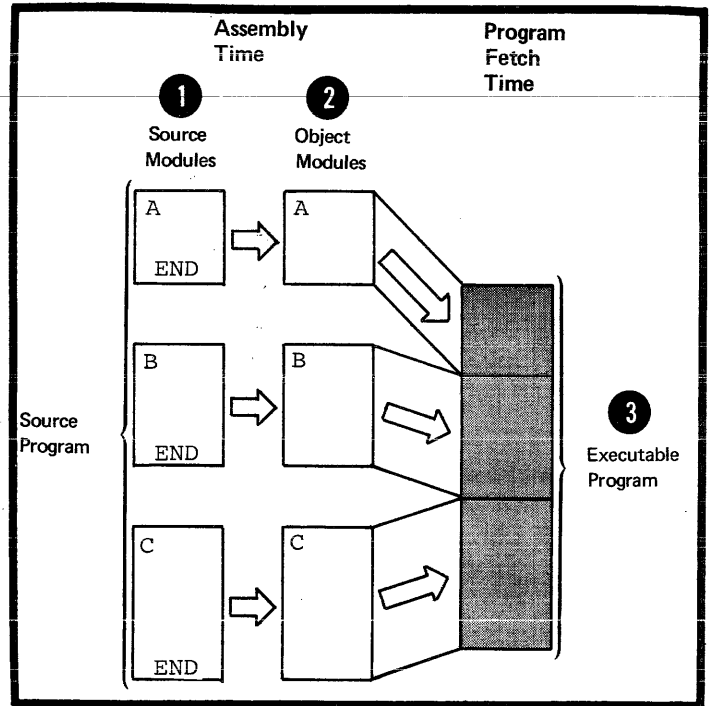 Assembly
Time
Program
Fetch
Time
1
2
Source
Modules
Object
Modules
A
END
A
B
END
B
Source
Program
3
Executable
Program
C
END
C